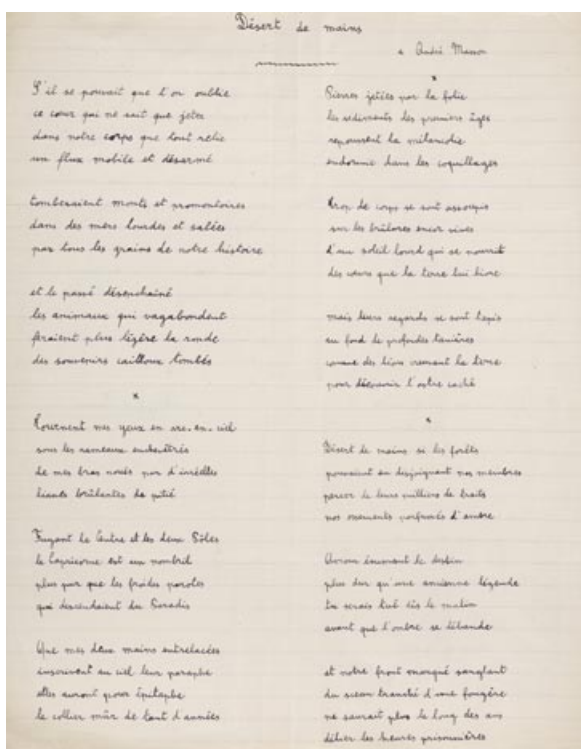 Désert de mains
a André Masson
S'il se pouvait que l'on oublie
ce cœur qui ne sait que jeter
dans notre corps que tout relie
un flux mobile et désarmé
tomberaient monts et promontoires
dans des mers lourdes et salées
par tous les grains de notre histoire
et le passé désenchaîné
les animaux qui vagabondent
feraient plus légère la ronde
des souvenirs cailloux tombés
*
Tournent mes yeux en arc-en-ciel
sous les rameaux enchevêtrés
de mes bras noués par d'irréelles
lianes brûlantes de pitié
Fuyant le Centre et les deux Pôles
le Capricorne est un nombril
plus pur que les froides paroles
qui descendaient du Paradis
Que mes deux mains entrelacées
inscrivent au ciel leur paraphe
elles auront pour épitaphe
le collier mûr de tant d'années
*
Pierres jetées par la folie
les sédiments des premiers âges
repoussent la mélancolie
endormie dans les coquillages
Trop de corps se sont assoupis
sur les brûlures encor vives
d'un soleil lourd qui se nourrit
des cœurs que la terre lui livre
mais leurs regards se sont tapis
au fond de profondes tanières
comme des lions creusant la terre
pour découvrir l'astre caché
*
Désert de mains si les forêts
pouvaient en disjoignant nos membres
percer de leurs milliers de traits
nos ossements parfumés d'ambre
Aucun énumant le destin
plus dur qu'une ancienne légende
tu serais tué dès le matin
avant que l'ombre se débande
et notre front marqué sanglant
du sceau tranché d'une fougère
ne saurait plus le long des ans
délier les heures prisonnières